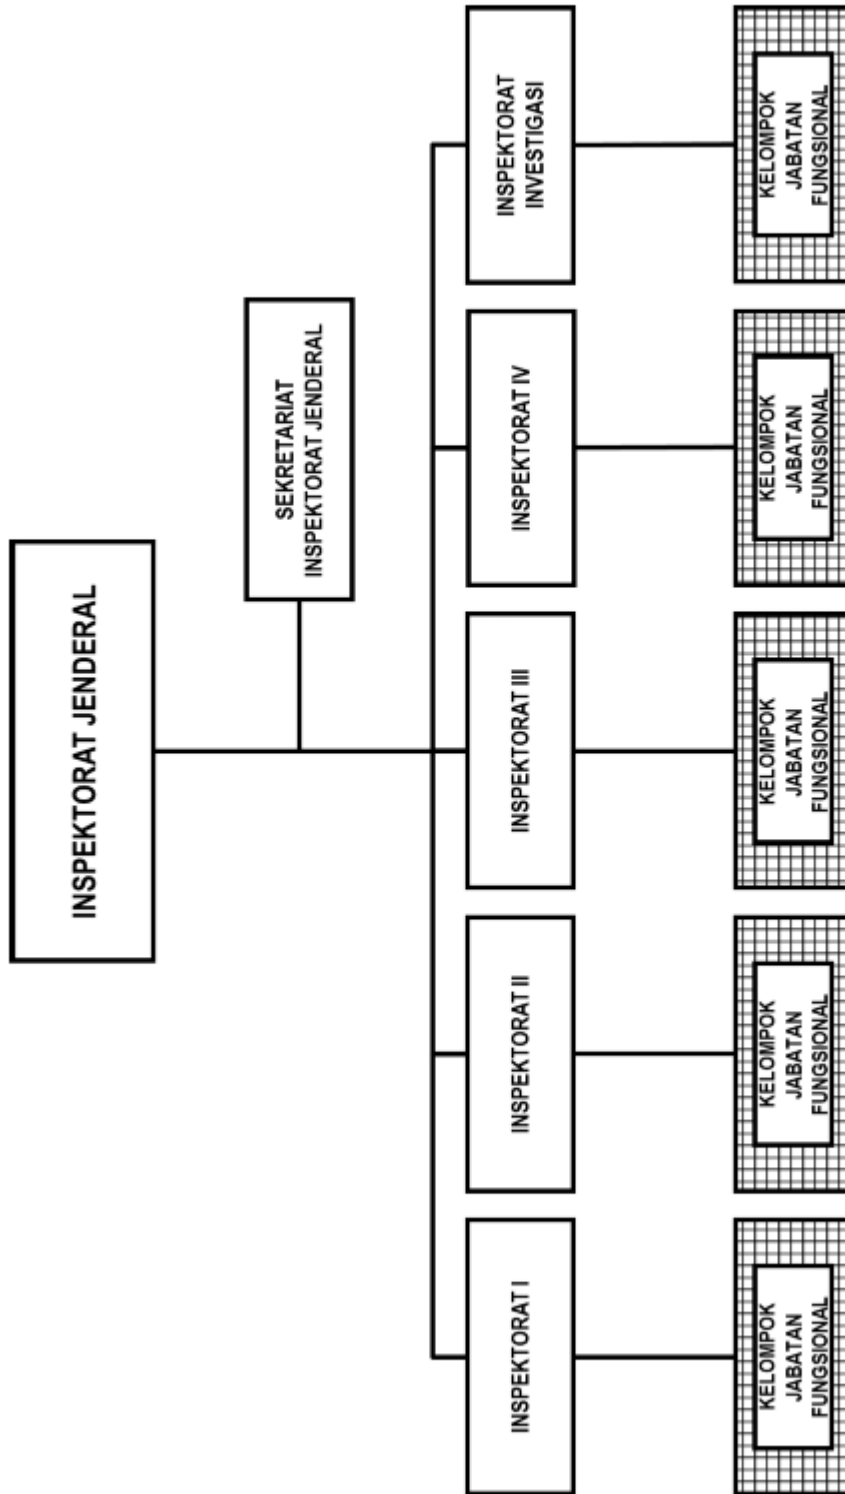 INSPEKTORAT JENDERAL
SEKRETARIAT
INSPEKTORAT JENDERAL
INSPEKTORAT I
INSPEKTORAT II
INSPEKTORAT III
INSPEKTORAT IV
INSPEKTORAT
INVESTIGASI
KELOMPOK
JABATAN
FUNGSIONAL
KELOMPOK
JABATAN
FUNGSIONAL
KELOMPOK
JABATAN
FUNGSIONAL
KELOMPOK
JABATAN
FUNGSIONAL
KELOMPOK
JABATAN
FUNGSIONAL